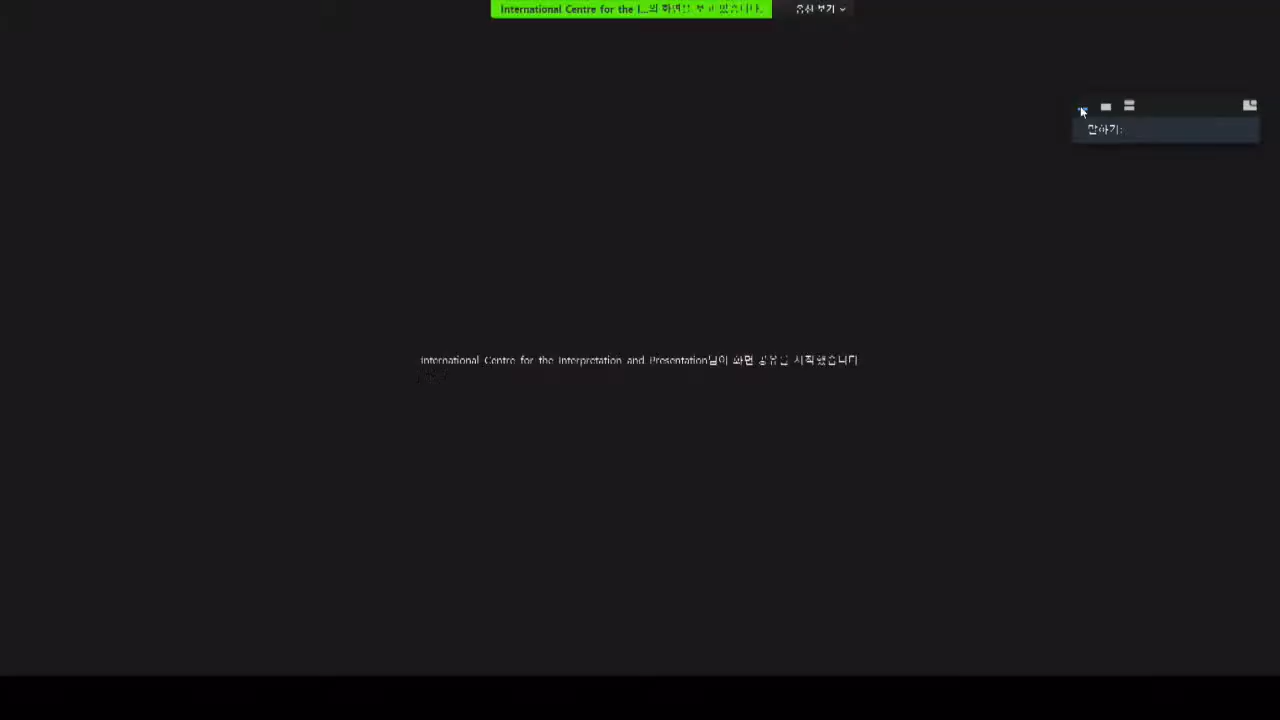 International Centre for the I...의 화면을 보고 있습니다.
옵션 보기
말하기:
International Centre for the Interpretation and Presentation님이 화면 공유를 시작했습니다